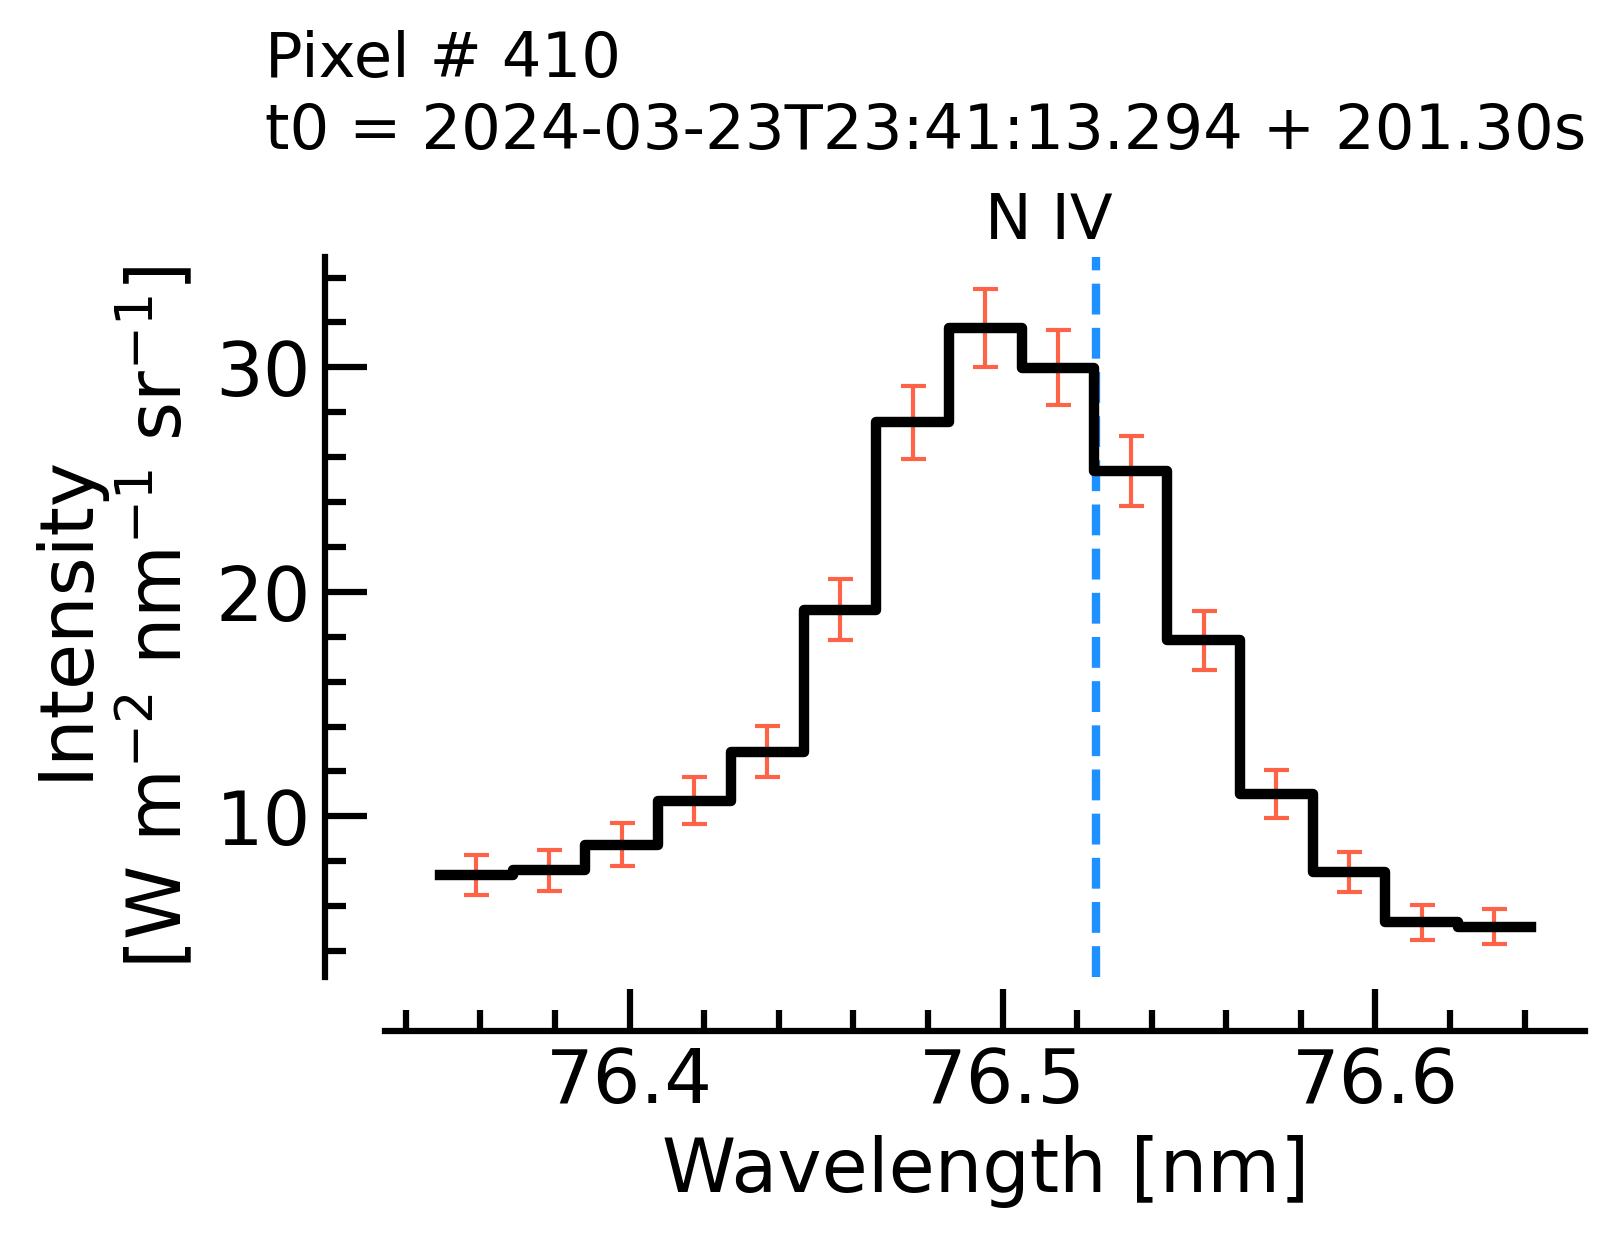 Pixel # 410
t0 = 2024-03-23T23:41:13.294 + 201.30s
N IV
Intensity
[W m⁻² nm⁻¹ sr⁻¹]
30
20
10
76.4 76.5 76.6
Wavelength [nm]